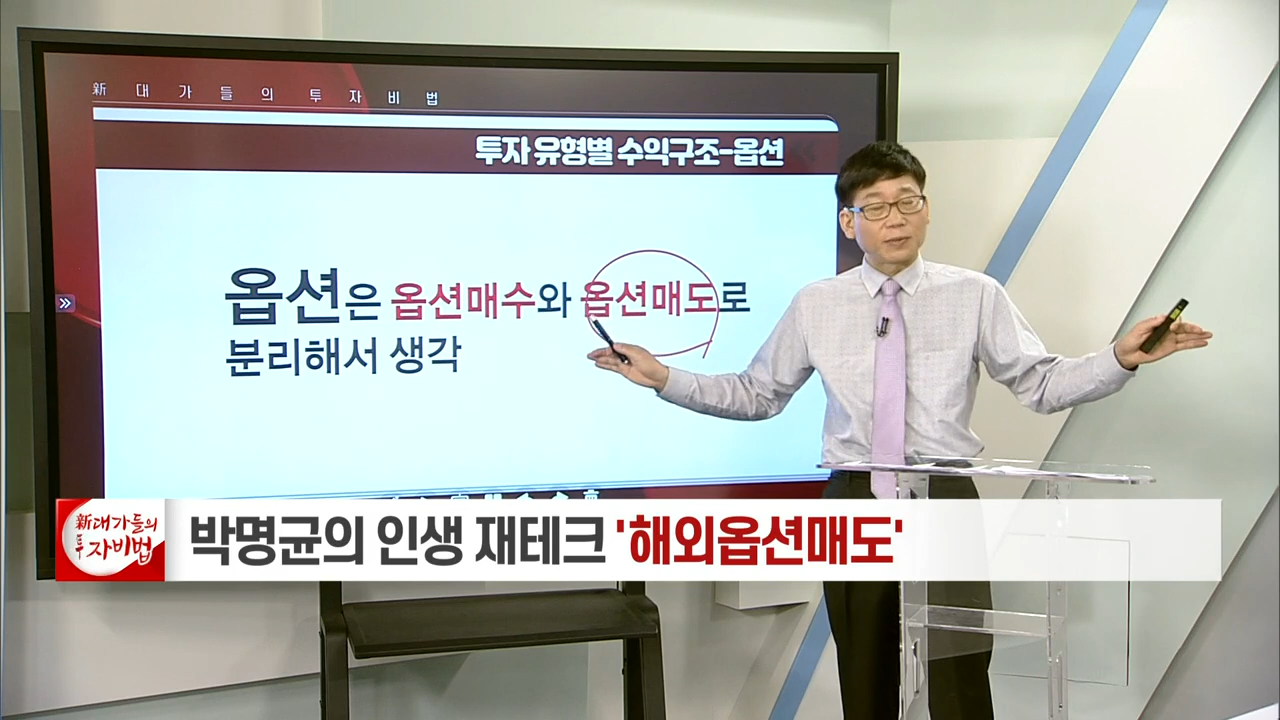 新 대 가 들 의 투 자 비 법
투자 유형별 수익구조-옵션
옵션은 옵션매수와 옵션매도로
분리해서 생각
新대가들의
투자비법
박명균의 인생 재테크 '해외옵션매도'